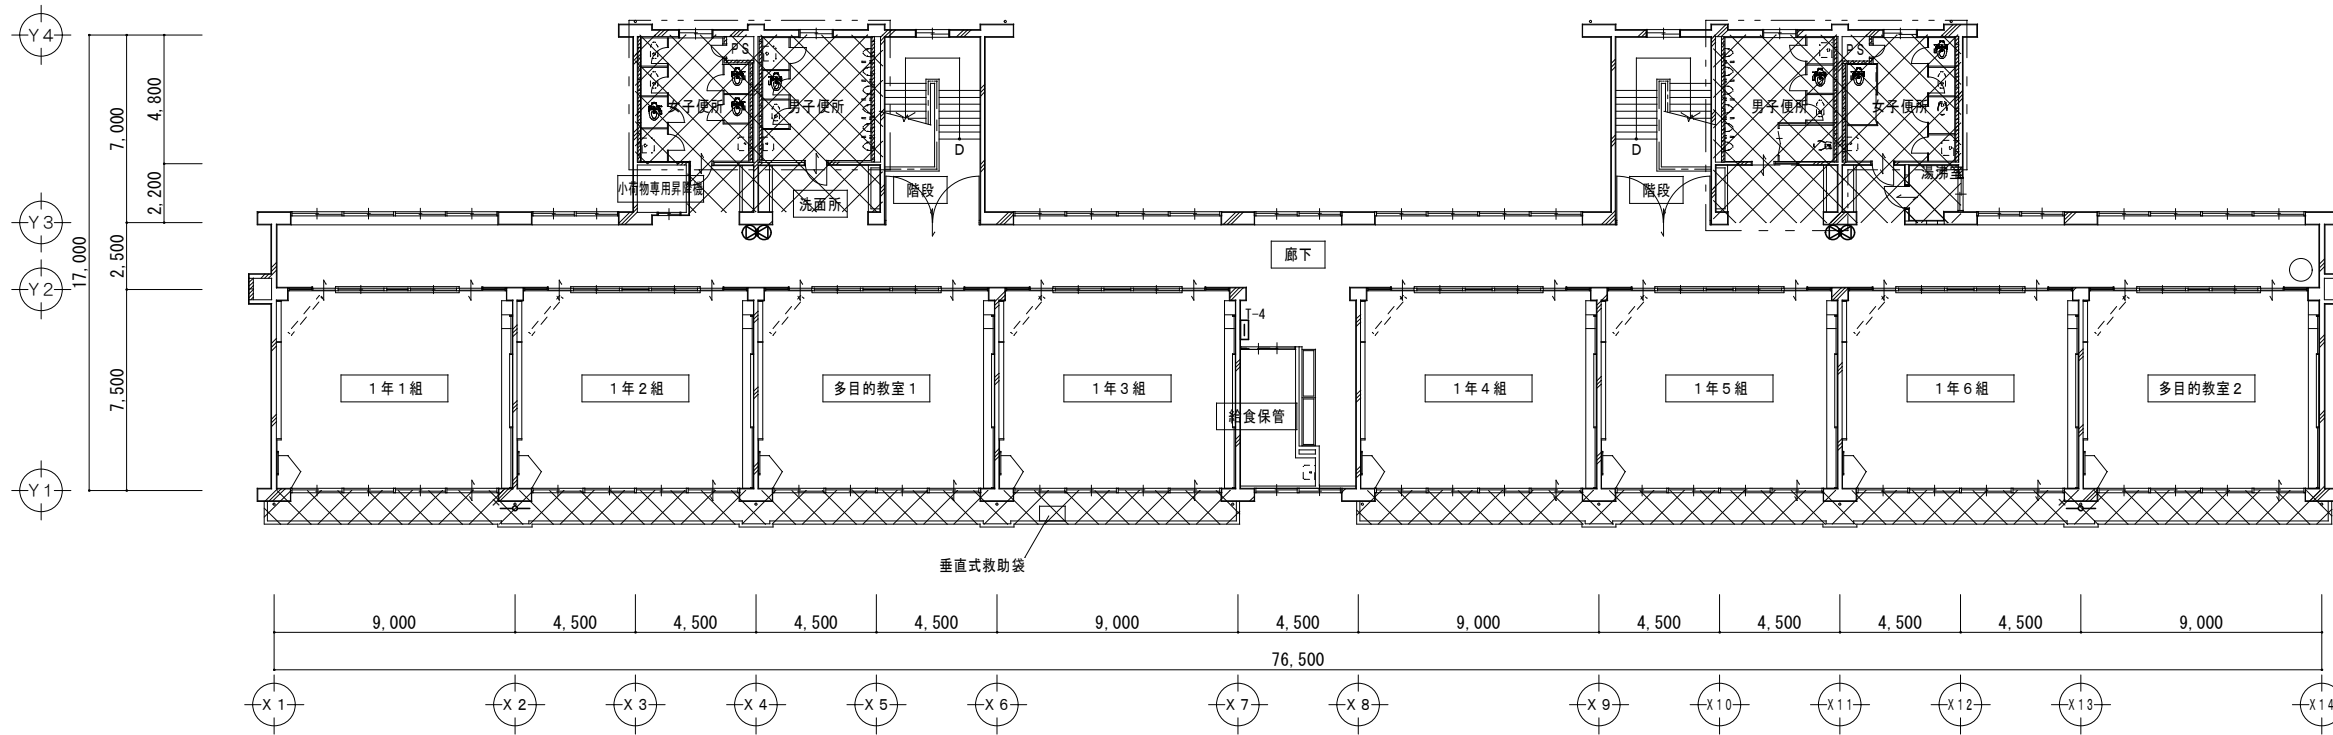 Y4
Y3
Y2
Y1
17,000
7,000
2,500
7,500
4,800
2,200
PS
女子便所
男子便所
D
小荷物専用昇降機
洗面所
階段
男子便所
女子便所
PS
D
階段
湯沸室
廊下
1年1組
1年2組
多目的教室1
1年3組
T-4
給食保管
1年4組
1年5組
1年6組
多目的教室2
垂直式救助袋
9,000 4,500 4,500 4,500 4,500 9,000 4,500 9,000 4,500 4,500 4,500 4,500 9,000
76,500
X1 X2 X3 X4 X5 X6 X7 X8 X9 X10 X11 X12 X13 X14